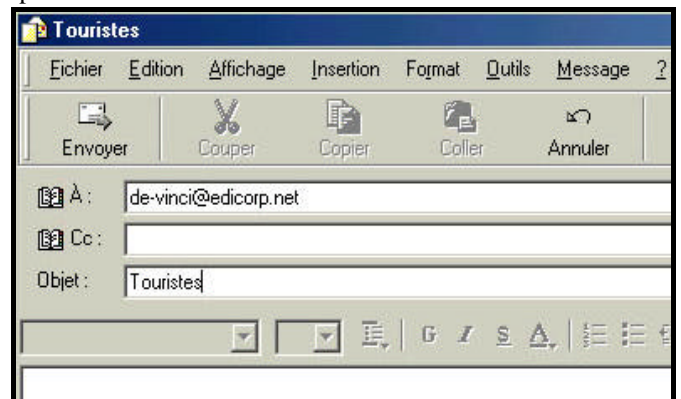 Touristes
Fichier Edition Affichage Insertion Format Outils Message ?
Envoyer Couper Copier Coller Annuler
À : de-vinci@edicorp.net
Cc :
Objet : Touristes
G I S A